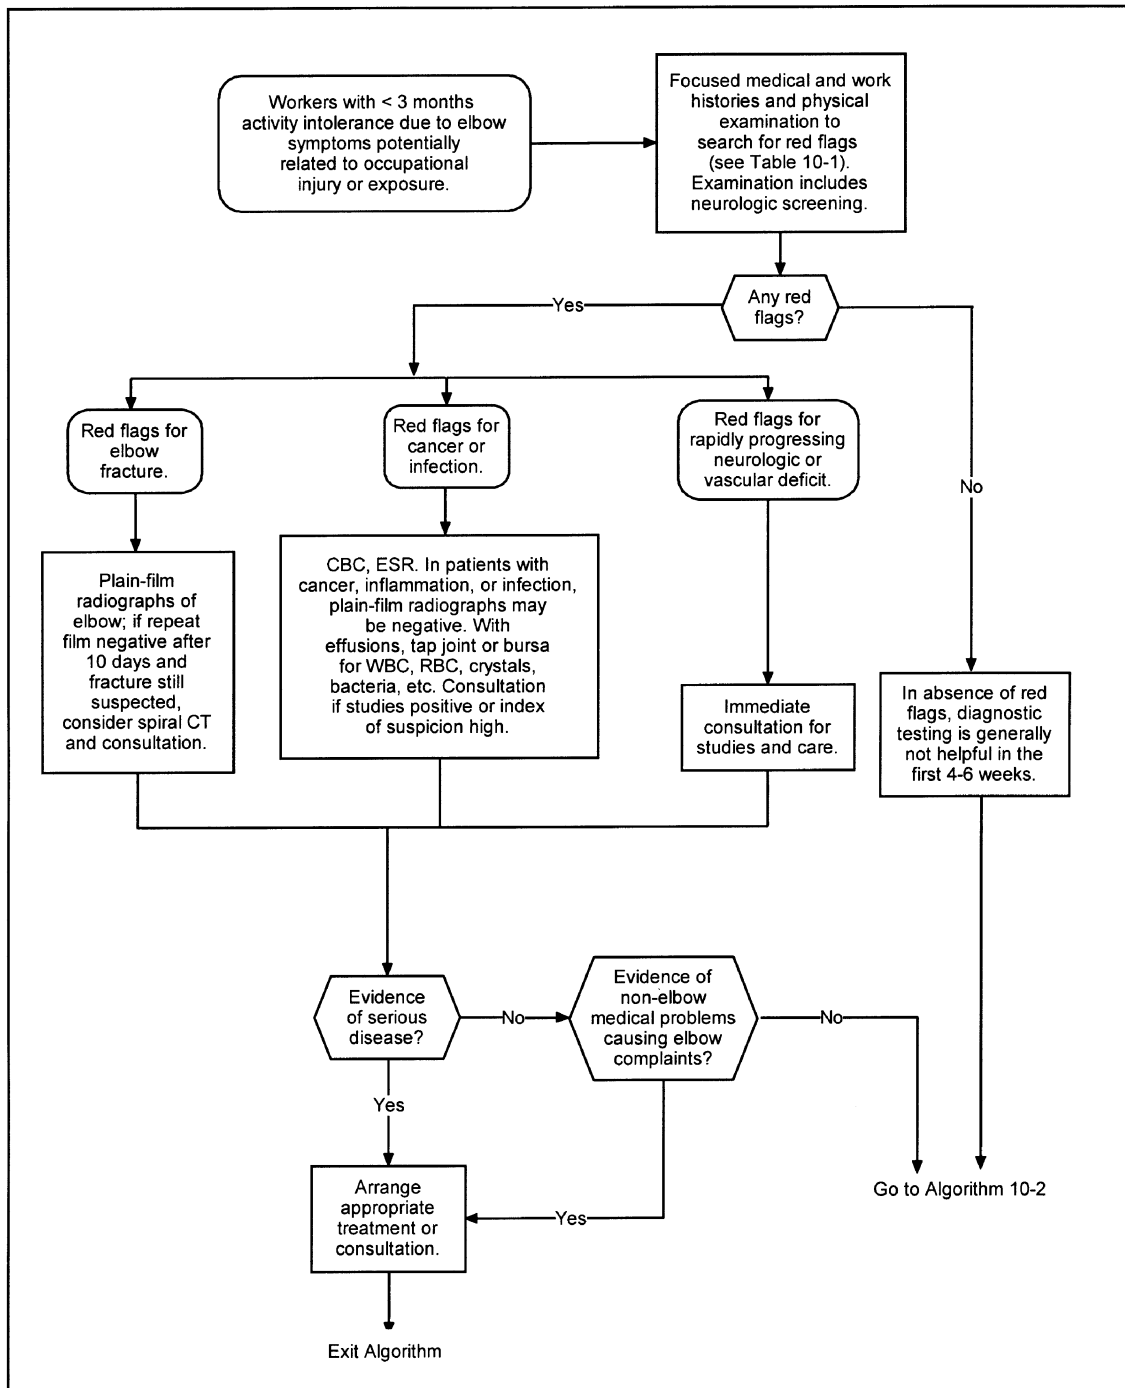 Workers with < 3 months
activity intolerance due to elbow
symptoms potentially
related to occupational
injury or exposure.
Focused medical and work
histories and physical
examination to
search for red flags
(see Table 10-1).
Examination includes
neurologic screening.
Any red
flags?
Yes
No
Red flags for
elbow
fracture.
Red flags for
cancer or
infection.
Red flags for
rapidly progressing
neurologic or
vascular deficit.
Plain-film
radiographs of
elbow; if repeat
film negative after
10 days and
fracture still
suspected,
consider spiral CT
and consultation.
CBC, ESR. In patients with
cancer, inflammation, or infection,
plain-film radiographs may
be negative. With
effusions, tap joint or bursa
for WBC, RBC, crystals,
bacteria, etc. Consultation
if studies positive or index
of suspicion high.
Immediate
consultation for
studies and care.
In absence of red
flags, diagnostic
testing is generally
not helpful in the
first 4-6 weeks.
Evidence
of serious
disease?
No
Evidence of
non-elbow
medical problems
causing elbow
complaints?
No
Yes
Arrange
appropriate
treatment or
consultation.
Yes
Go to Algorithm 10-2
Exit Algorithm